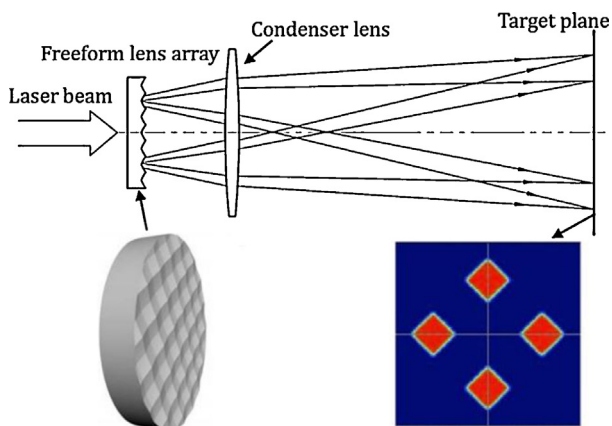 Target plane
Condenser lens
Freeform lens array
Laser beam